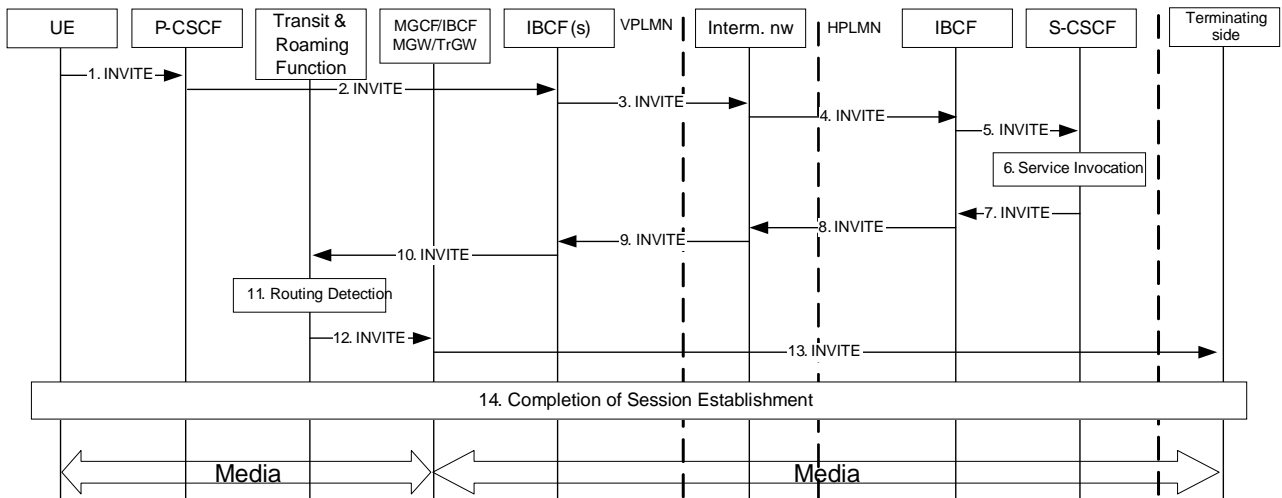 UE
P-CSCF
Transit &
Roaming
Function
MGCF/IBCF
MGW/TrGW
IBCF(s)
VPLMN
Interm. nw
HPLMN
IBCF
S-CSCF
Terminating
side
1. INVITE
2. INVITE
3. INVITE
4. INVITE
5. INVITE
6. Service Invocation
7. INVITE
8. INVITE
9. INVITE
10. INVITE
11. Routing Detection
12. INVITE
13. INVITE
14. Completion of Session Establishment
Media
Media